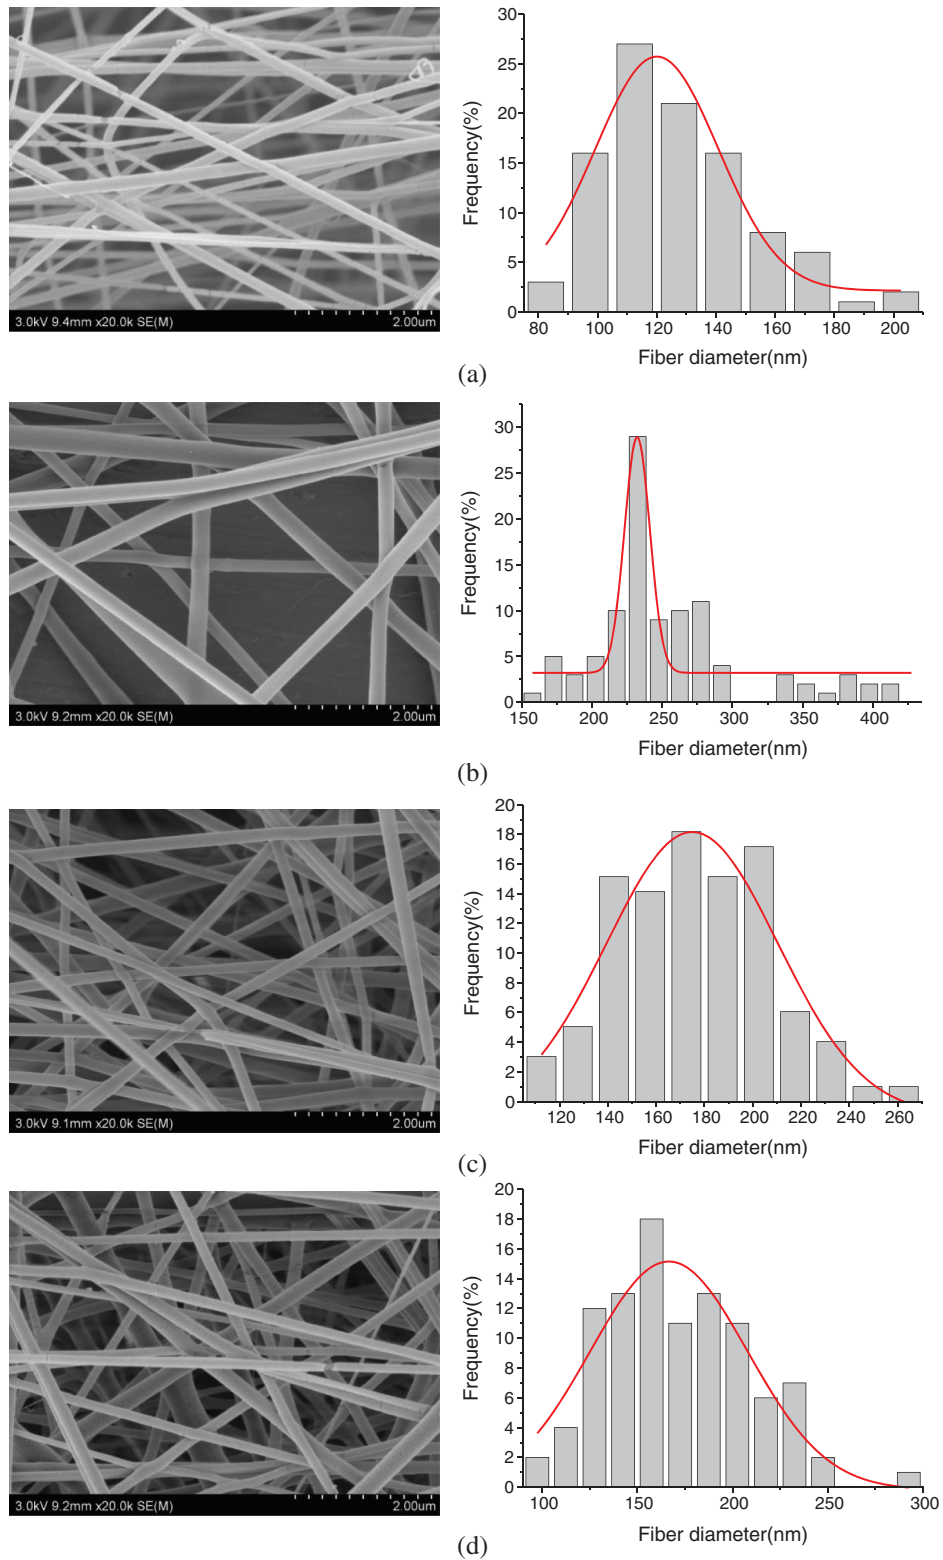 3.0kV 9.4mm x20.0k SE(M) 2.00um
30
25
20
15
10
5
0
Frequency(%)
80 100 120 140 160 180 200
Fiber diameter(nm)
(a)
3.0kV 9.2mm x20.0k SE(M) 2.00um
30
25
20
15
10
5
0
Frequency(%)
150 200 250 300 350 400
Fiber diameter(nm)
(b)
3.0kV 9.1mm x20.0k SE(M) 2.00um
20
18
16
14
12
10
8
6
4
2
0
Frequency(%)
120 140 160 180 200 220 240 260
Fiber diameter(nm)
(c)
3.0kV 9.2mm x20.0k SE(M) 2.00um
20
18
16
14
12
10
8
6
4
2
0
Frequency(%)
100 150 200 250 300
Fiber diameter(nm)
(d)